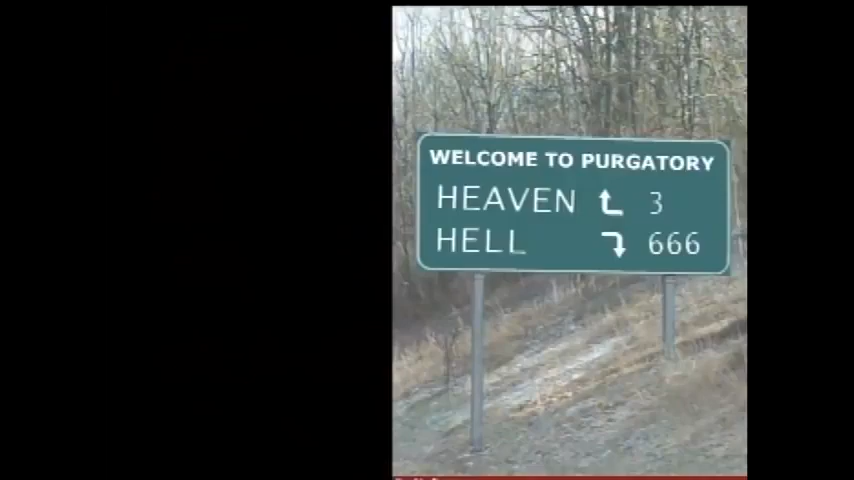 WELCOME TO PURGATORY
HEAVEN ↰ 3
HELL ↴ 666